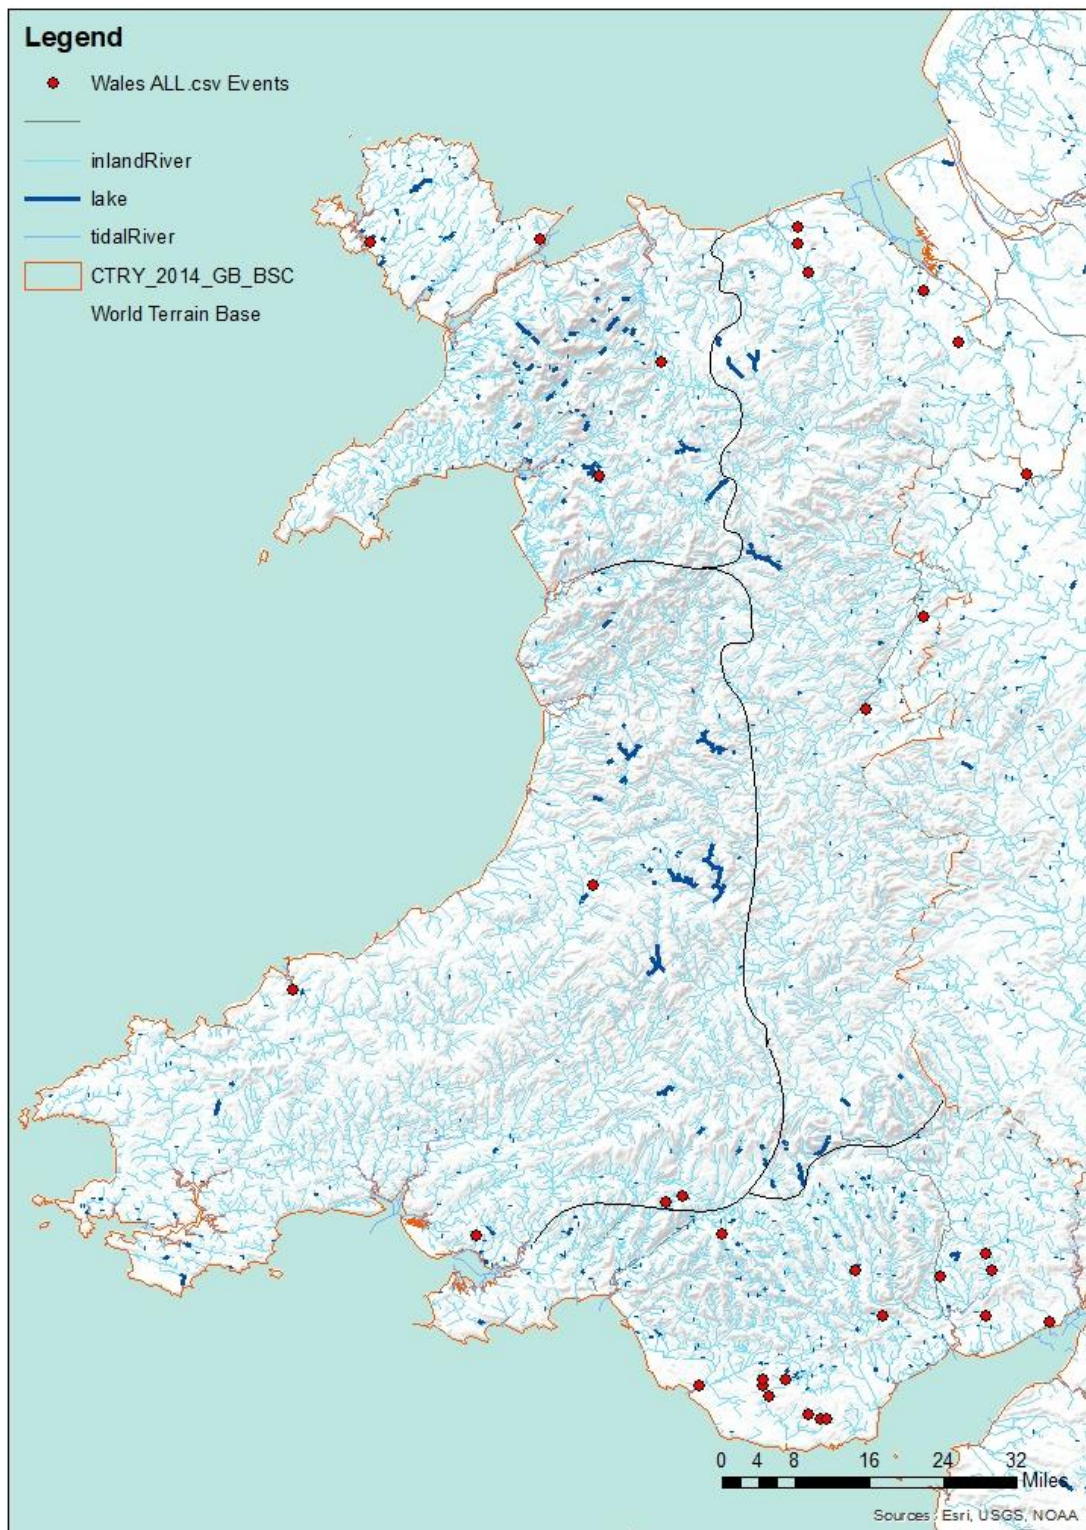 Legend
Wales ALL.csv Events
inlandRiver
lake
tidalRiver
CTRY_2014_GB_BSC
World Terrain Base
0 4 8 16 24 32
Miles
Sources: Esri, USGS, NOAA